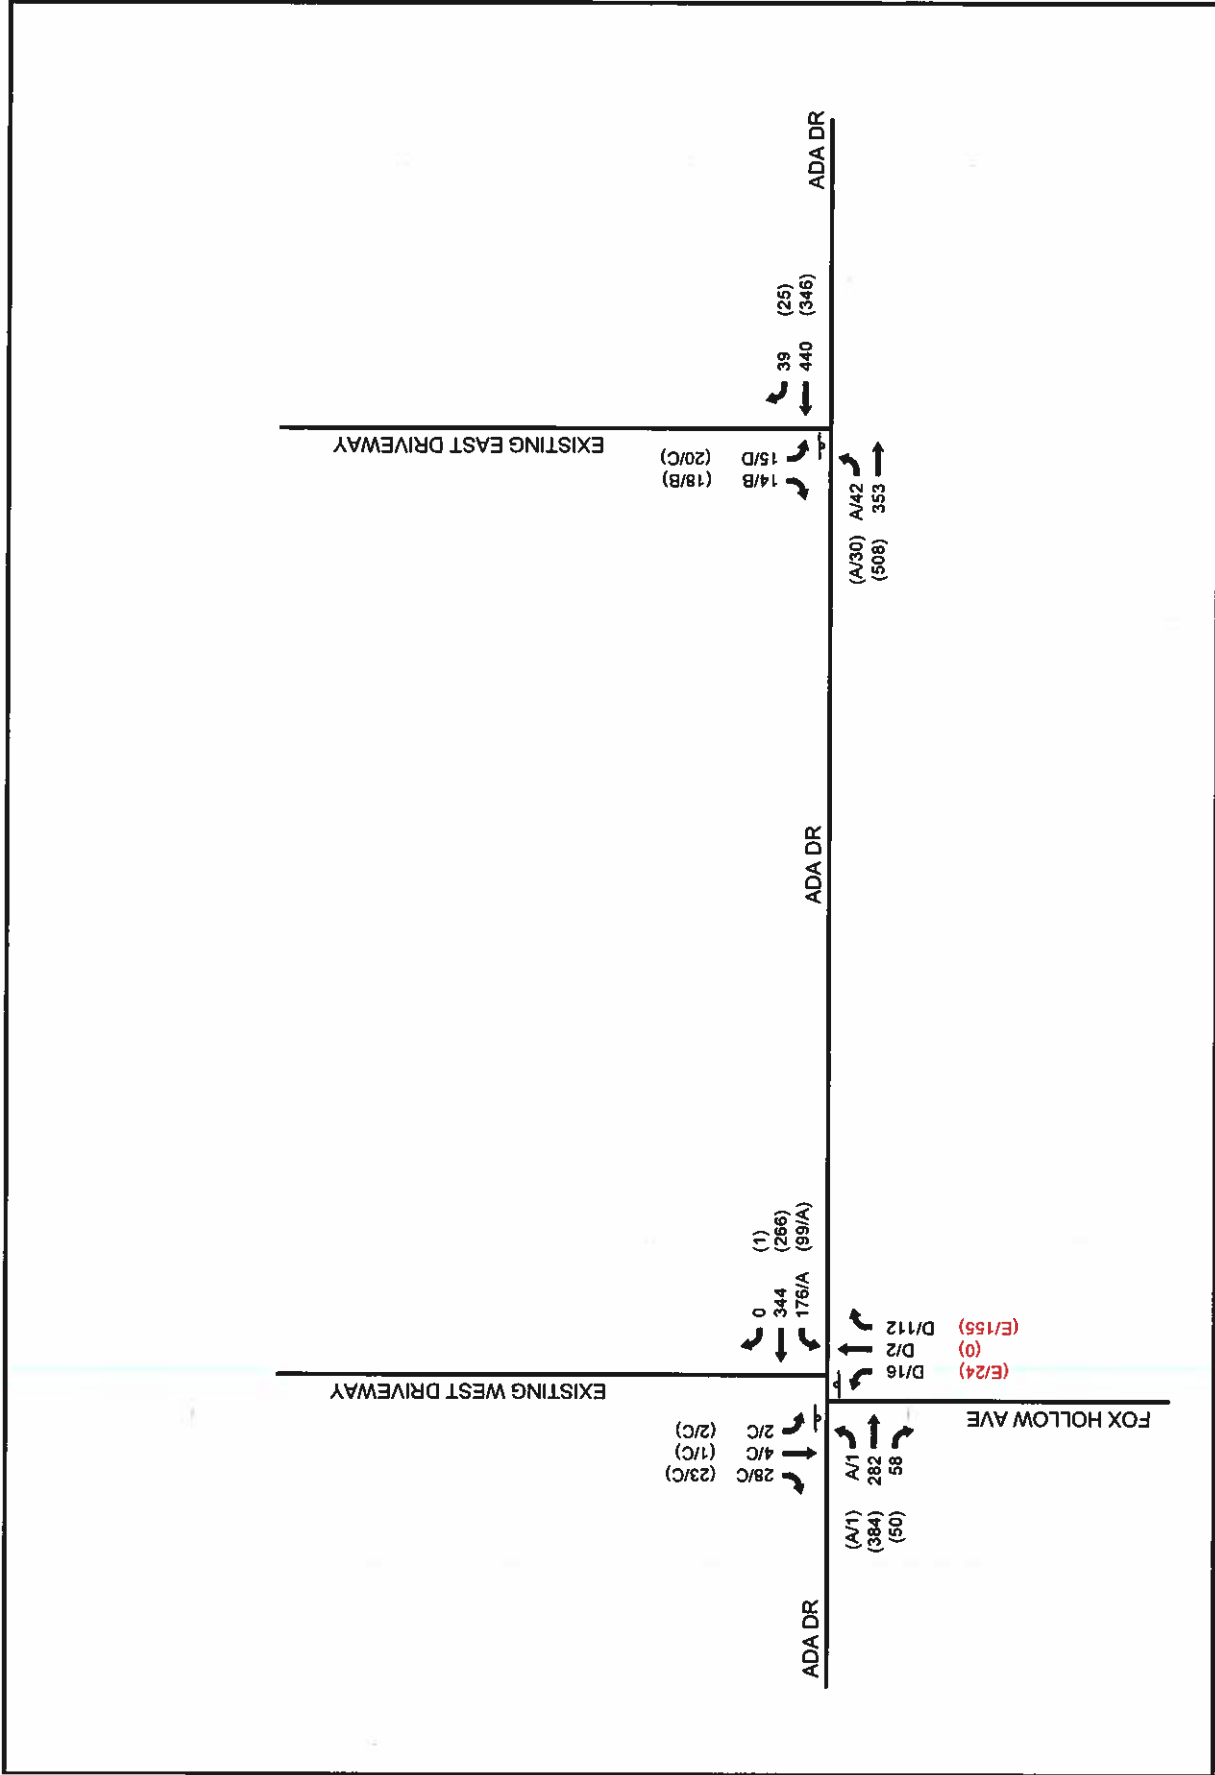 ADA DR
EXISTING EAST DRIVEWAY
39 (25)
440 (346)
15/D (20/C)
14/B (18/B)
(A/30) A/42
(508) 353
ADA DR
EXISTING WEST DRIVEWAY
0 (1)
344 (266)
176/A (99/A)
2/C (2/C)
4/C (1/C)
28/C (23/C)
(A/1) A/1
(384) 282
(50) 58
D/112 (E/155)
D/2 (0)
D/16 (E/24)
FOX HOLLOW AVE
ADA DR